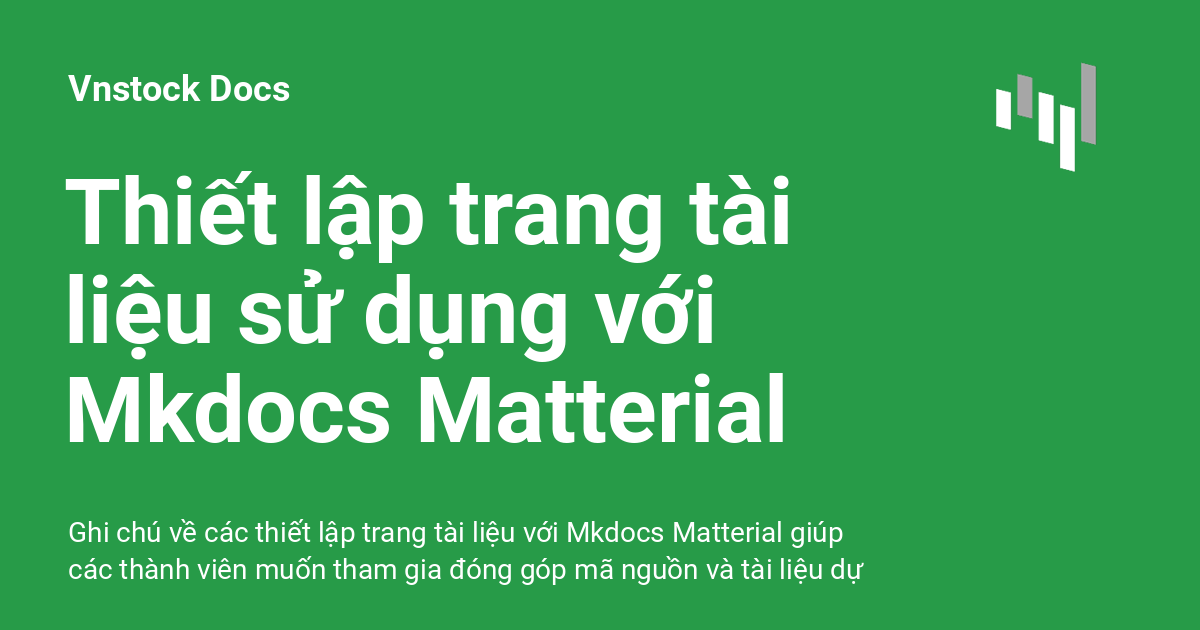 Vnstock Docs
Thiết lập trang tài
liệu sử dụng với
Mkdocs Matterial
Ghi chú về các thiết lập trang tài liệu với Mkdocs Matterial giúp
các thành viên muốn tham gia đóng góp mã nguồn và tài liệu dự